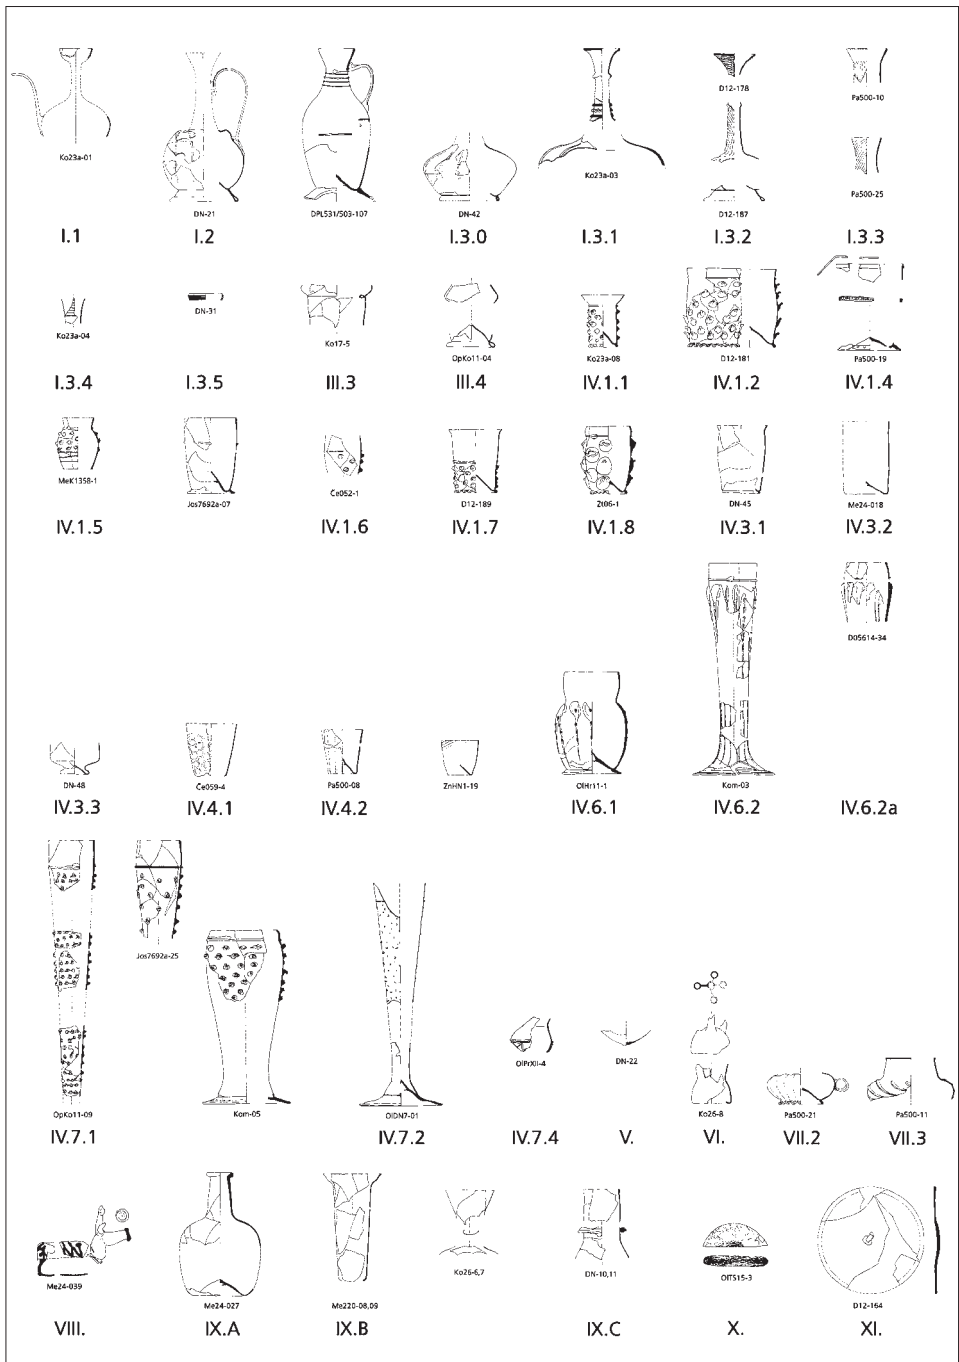 Ko23a-01
DN-21
DPL531/503-107
DN-42
Ko23a-03
D12-178
D12-187
Pa500-10
Pa500-25
I.1
I.2
I.3.0
I.3.1
I.3.2
I.3.3
Ko23a-04
DN-31
Ko17-5
OpKo11-04
Ko23a-08
D12-181
Pa500-19
I.3.4
I.3.5
III.3
III.4
IV.1.1
IV.1.2
IV.1.4
MeK1358-1
Jos7692a-07
Ce052-1
D12-189
Zt06-1
DN-45
Me24-018
IV.1.5
IV.1.6
IV.1.7
IV.1.8
IV.3.1
IV.3.2
D05614-34
DN-48
Ce059-4
Pa500-08
ZnHN1-19
OlHr11-1
Kom-03
IV.3.3
IV.4.1
IV.4.2
IV.6.1
IV.6.2
IV.6.2a
Jos7692a-25
OpKo11-09
Kom-05
OlDN7-01
OlPrXII-4
DN-22
Ko26-8
Pa500-21
Pa500-11
IV.7.1
IV.7.2
IV.7.4
V.
VI.
VII.2
VII.3
Me24-039
Me24-027
Me220-08,09
Ko26-6,7
DN-10,11
OlTS15-3
D12-164
VIII.
IX.A
IX.B
IX.C
X.
XI.